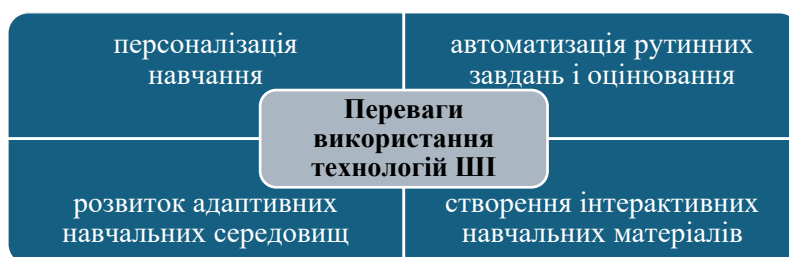 персоналізація
навчання
автоматизація рутинних
завдань і оцінювання
Переваги
використання
технологій ШІ
розвиток адаптивних
навчальних середовищ
створення інтерактивних
навчальних матеріалів